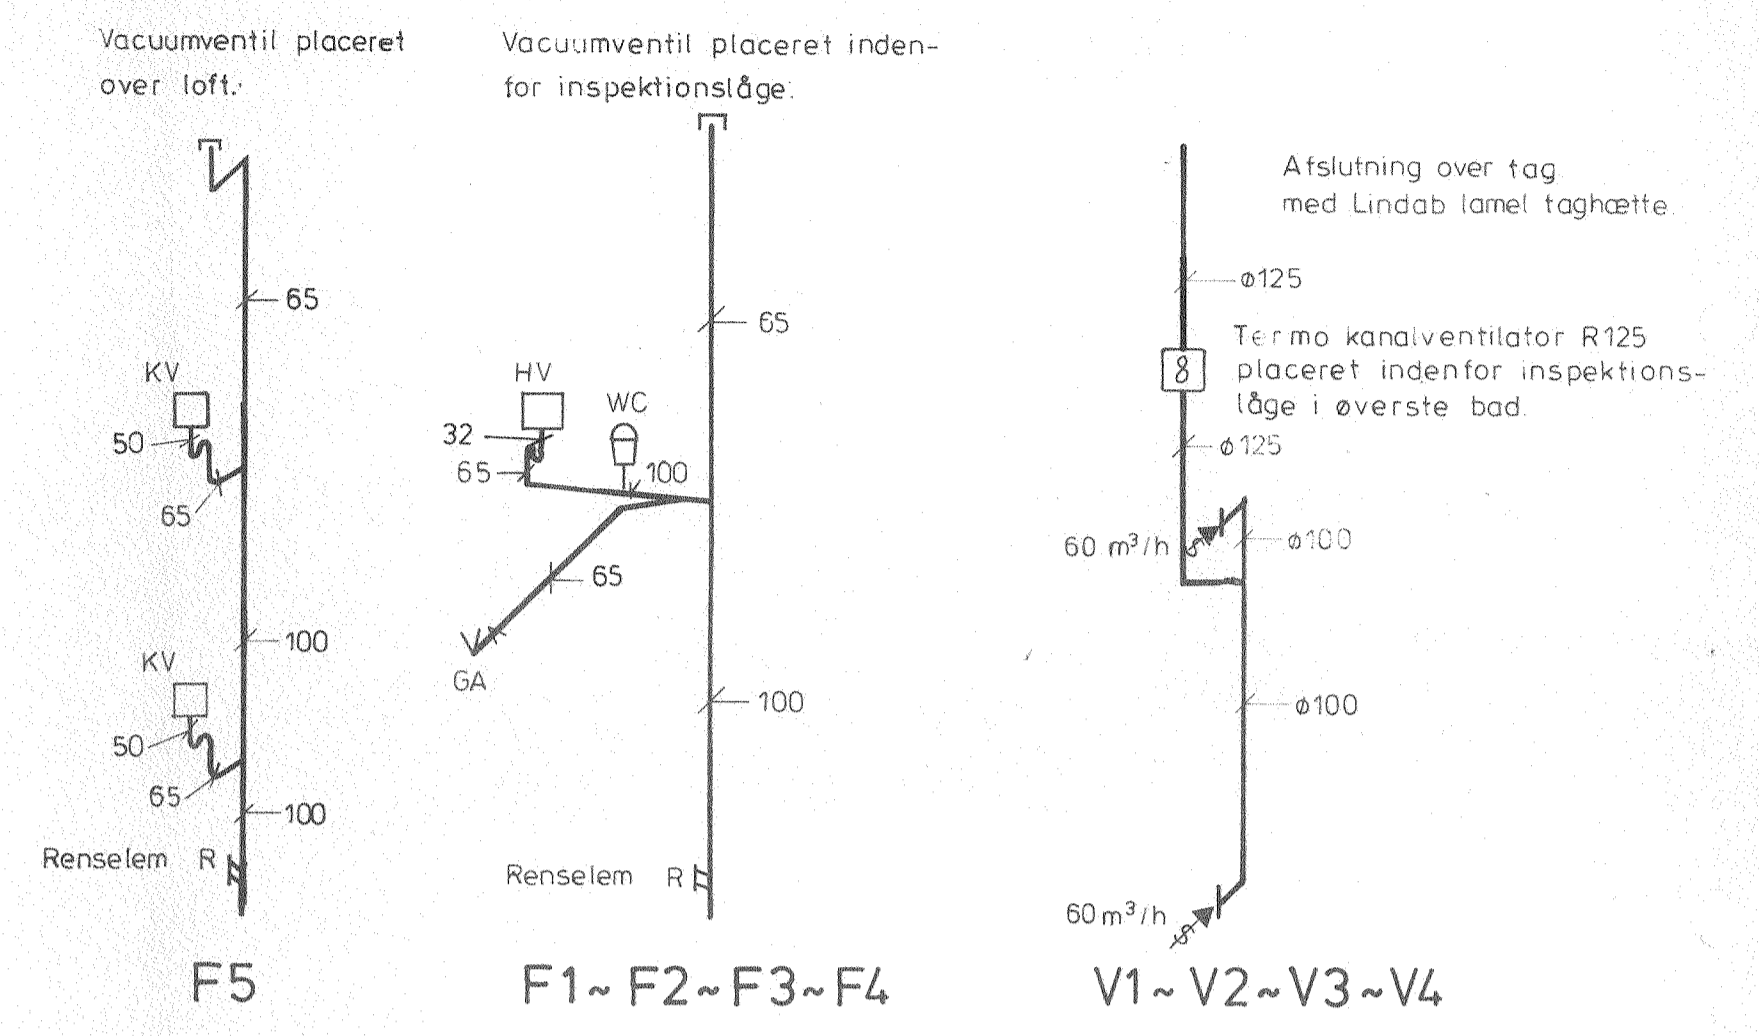 Vacuumventil placeret
over loft.
65
KV
50
65
100
KV
50
65
100
Renselem R
F5
Vacuumventil placeret inden-
for inspektionslåge.
65
HV
WC
32
65
100
65
GA
100
Renselem R
F1~F2~F3~F4
Afslutning over tag
med Lindab lamel taghætte.
ø125
Termo kanalventilator R125
placeret indenfor inspektions-
låge i øverste bad.
8
ø125
60 m³/h
ø100
ø100
60 m³/h
V1~V2~V3~V4